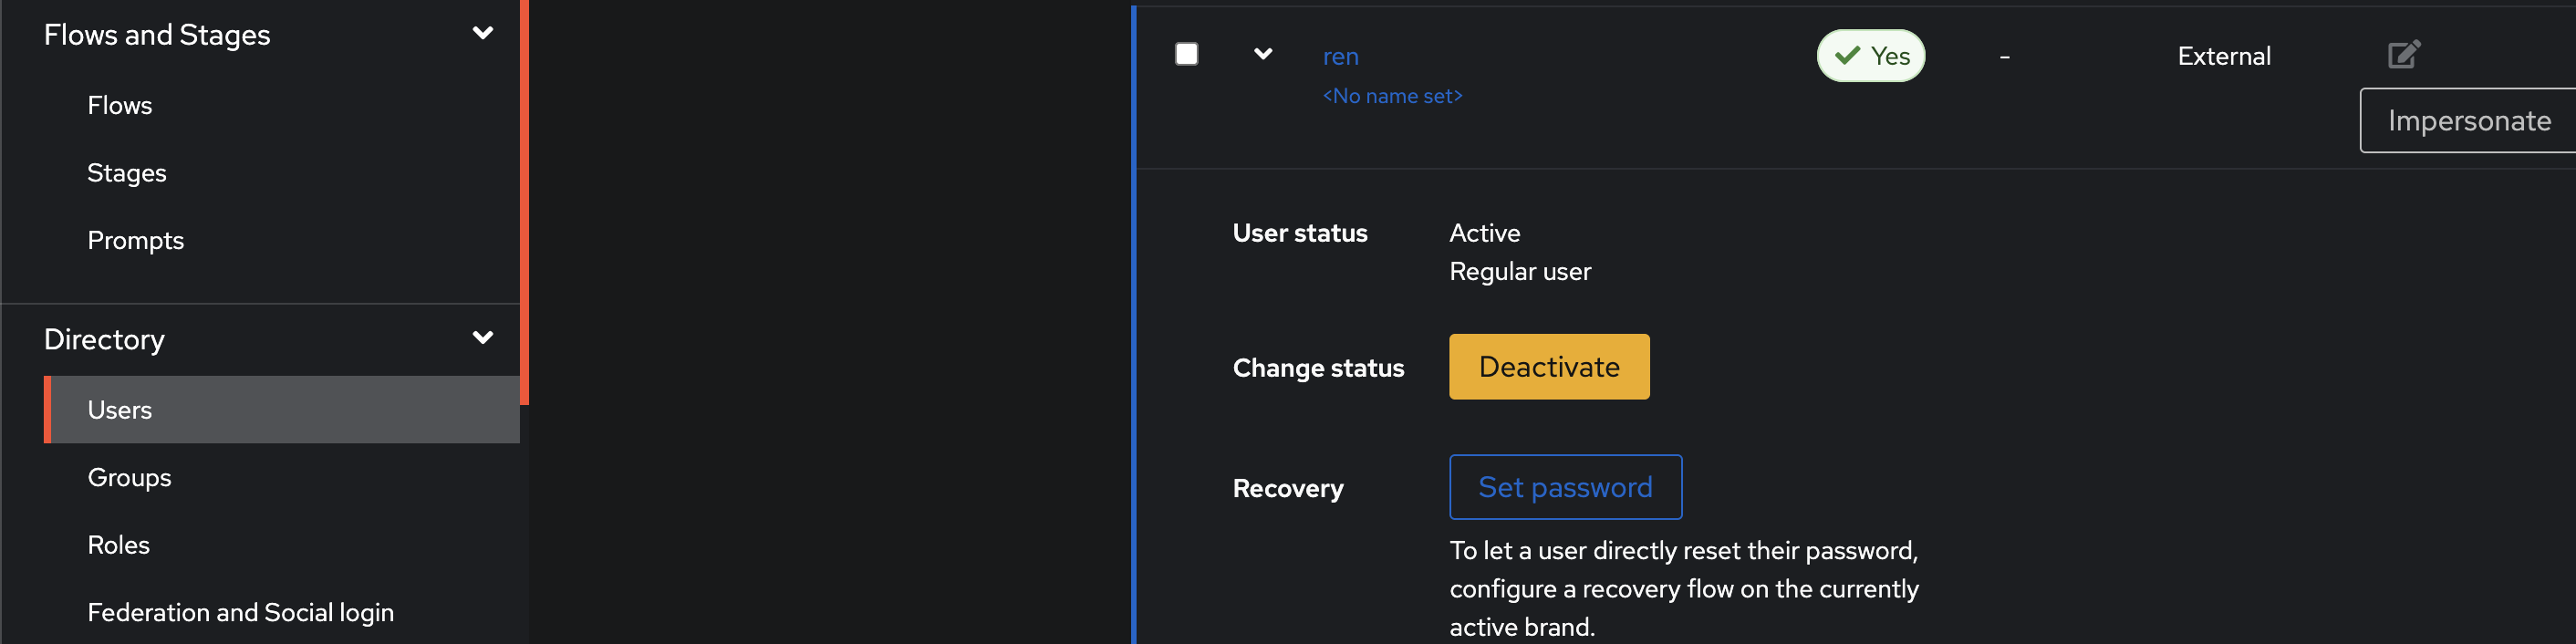 Flows and Stages
Flows
Stages
Prompts
Directory
Users
Groups
Roles
Federation and Social login
ren
<No name set>
Yes
-
External
Impersonate
User status
Active
Regular user
Change status
Deactivate
Recovery
Set password
To let a user directly reset their password,
configure a recovery flow on the currently
active brand.